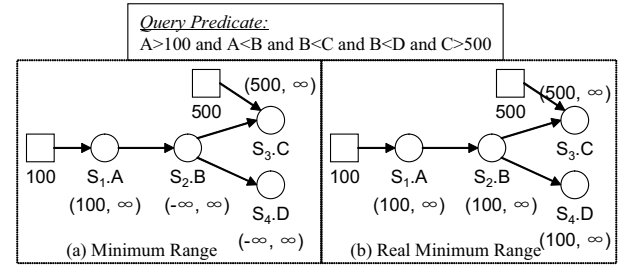 Query Predicate:
A>100 and A<B and B<C and B<D and C>500
(500, ∞)
500
S3.C
100
S1.A
S2.B
(100, ∞)
(-∞, ∞)
S4.D
(-∞, ∞)
(a) Minimum Range
(500, ∞)
500
S3.C
100
S1.A
S2.B
(100, ∞)
(100, ∞)
S4.D
(100, ∞)
(b) Real Minimum Range